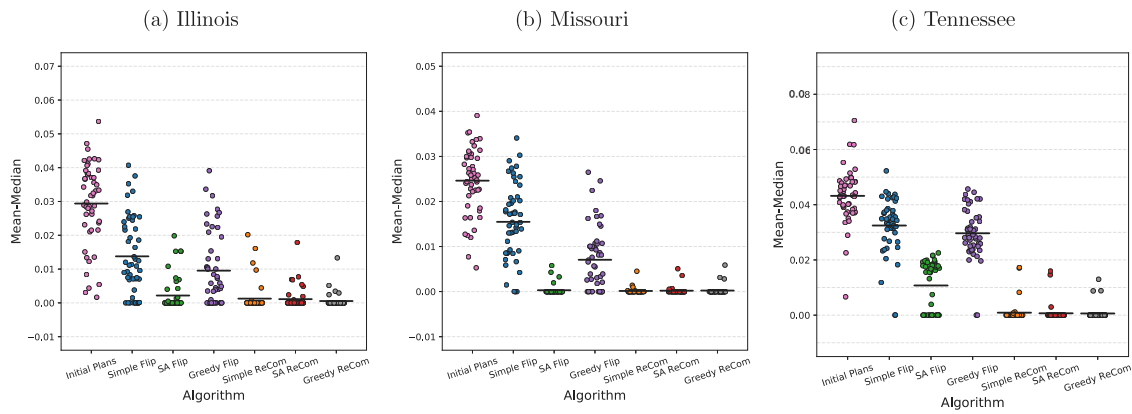 (a) Illinois
(b) Missouri
(c) Tennessee
Mean-Median
0.07
0.06
0.05
0.04
0.03
0.02
0.01
0.00
−0.01
Initial Plans
Simple Flip
SA Flip
Greedy Flip
Simple ReCom
SA ReCom
Greedy ReCom
Algorithm
Mean-Median
0.05
0.04
0.03
0.02
0.01
0.00
−0.01
Initial Plans
Simple Flip
SA Flip
Greedy Flip
Simple ReCom
SA ReCom
Greedy ReCom
Algorithm
Mean-Median
0.08
0.06
0.04
0.02
0.00
Initial Plans
Simple Flip
SA Flip
Greedy Flip
Simple ReCom
SA ReCom
Greedy ReCom
Algorithm